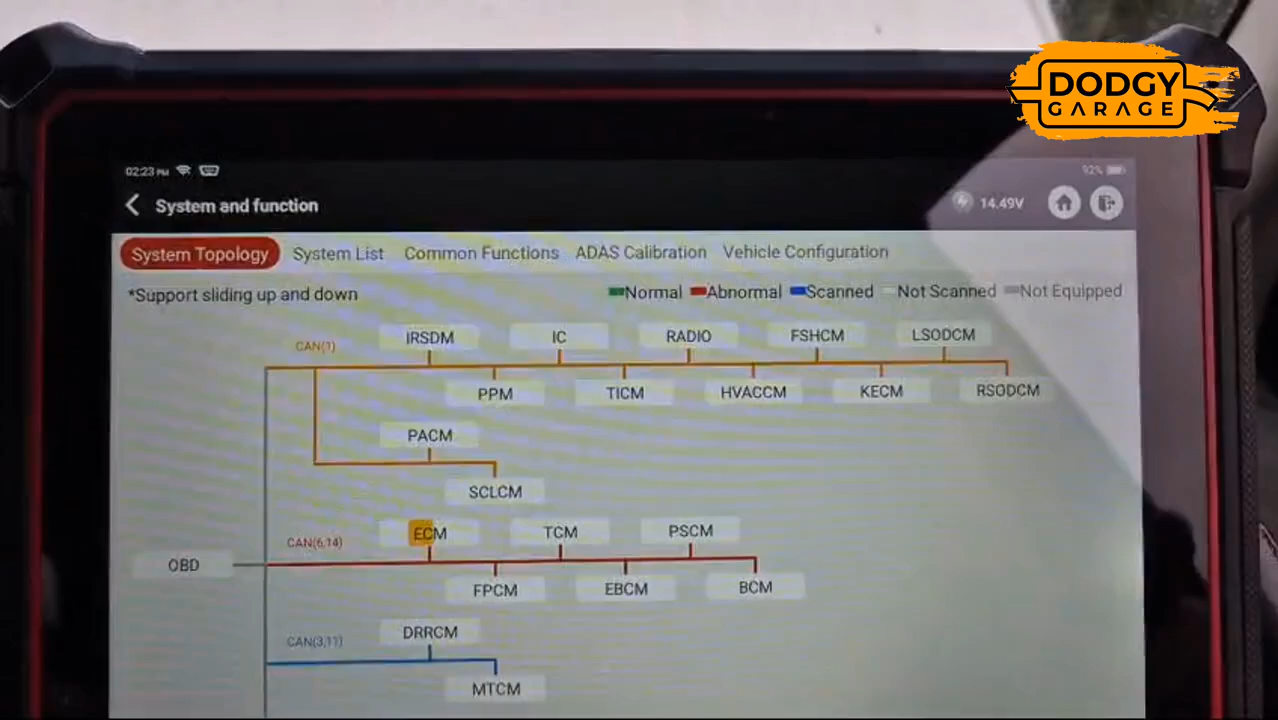 DODGY
GARAGE
02:23 PM
92%
System and function
14.49V
System Topology System List Common Functions ADAS Calibration Vehicle Configuration
*Support sliding up and down
Normal Abnormal Scanned Not Scanned Not Equipped
CAN(1) IRSDM IC RADIO FSHCM LSODCM
PPM TICM HVACCM KECM RSODCM
PACM
SCLCM
CAN(6,14) ECM TCM PSCM
OBD
FPCM EBCM BCM
CAN(3,11) DRRCM
MTCM